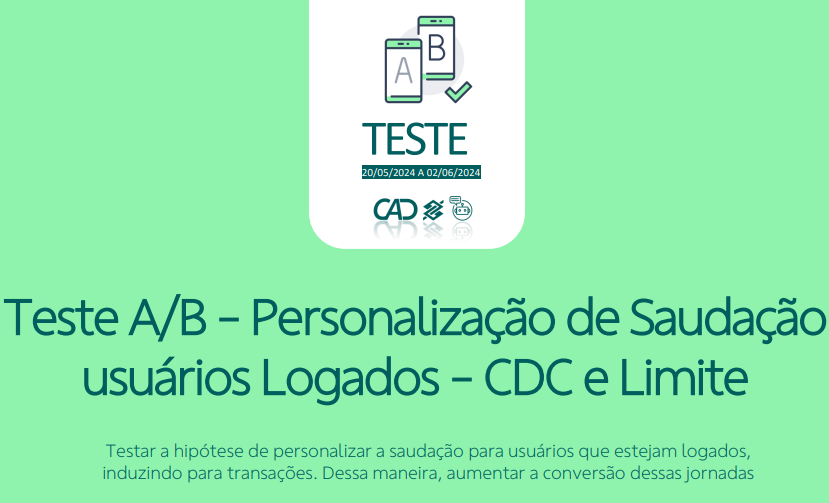 A
B
TESTE
20/05/2024 A 02/06/2024
CAD
Teste A/B – Personalização de Saudação
usuários Logados – CDC e Limite
Testar a hipótese de personalizar a saudação para usuários que estejam logados,
induzindo para transações. Dessa maneira, aumentar a conversão dessas jornadas